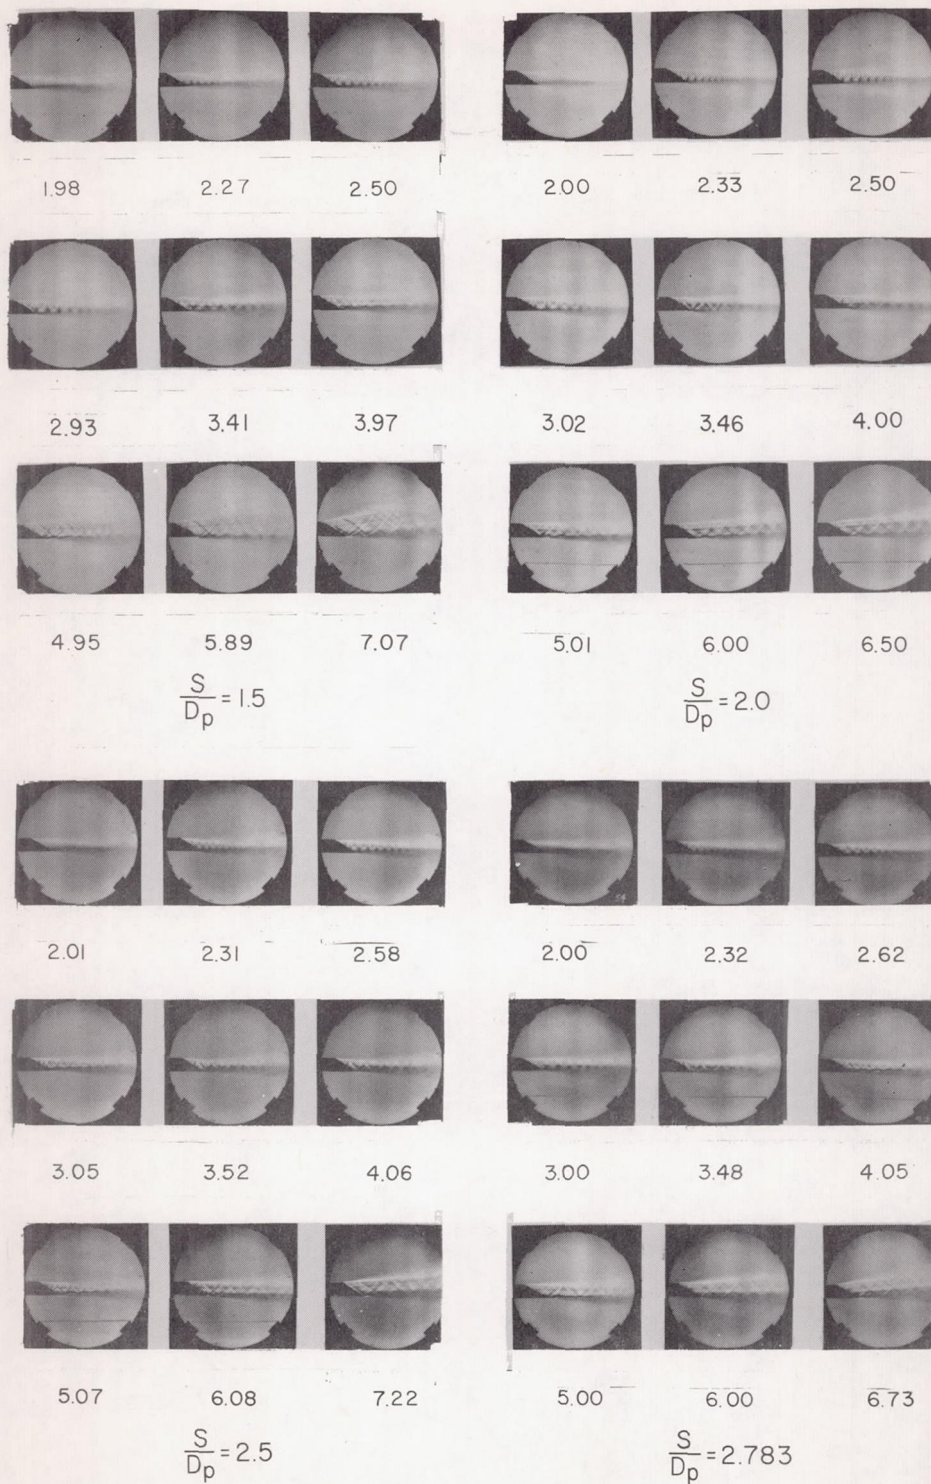 1.98 2.27 2.50 2.00 2.33 2.50
2.93 3.41 3.97 3.02 3.46 4.00
4.95 5.89 7.07 5.01 6.00 6.50
S/Dp = 1.5 S/Dp = 2.0
2.01 2.31 2.58 2.00 2.32 2.62
3.05 3.52 4.06 3.00 3.48 4.05
5.07 6.08 7.22 5.00 6.00 6.73
S/Dp = 2.5 S/Dp = 2.783